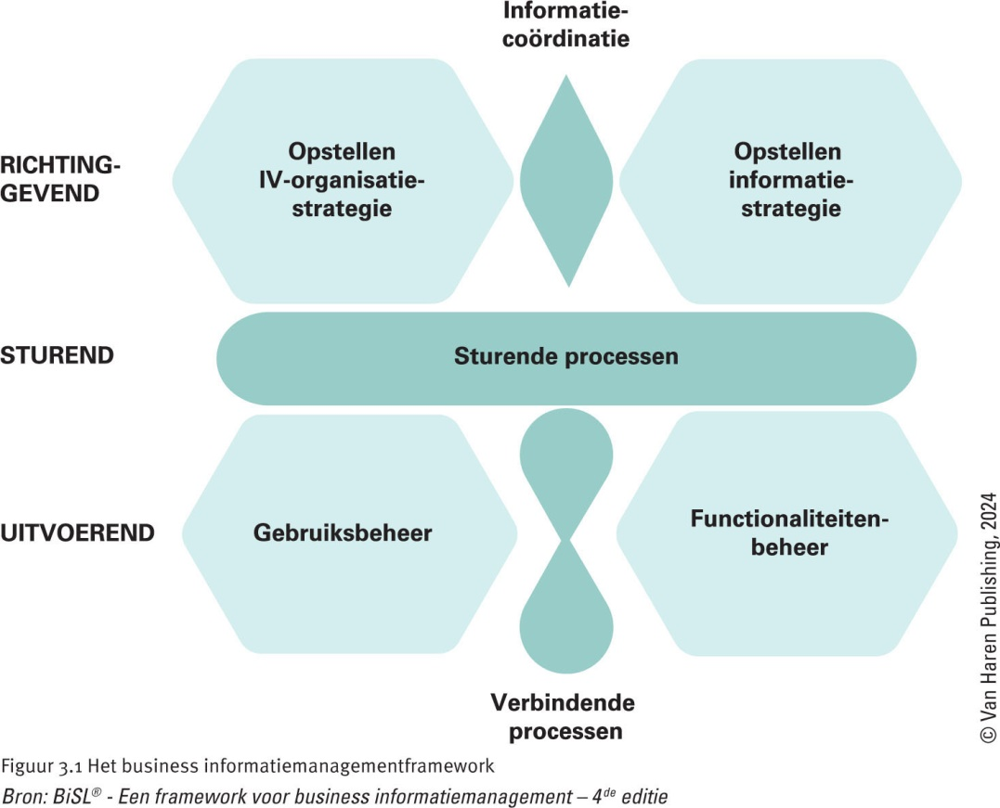 Informatie-
coördinatie
RICHTING-
GEVEND
Opstellen
IV-organisatie-
strategie
Opstellen
informatie-
strategie
STUREND
Sturende processen
UITVOEREND
Gebruiksbeheer
Functionaliteiten-
beheer
Verbindende
processen
© Van Haren Publishing, 2024
Figuur 3.1 Het business informatiemanagementframework
Bron: BiSL® - Een framework voor business informatiemanagement – 4de editie